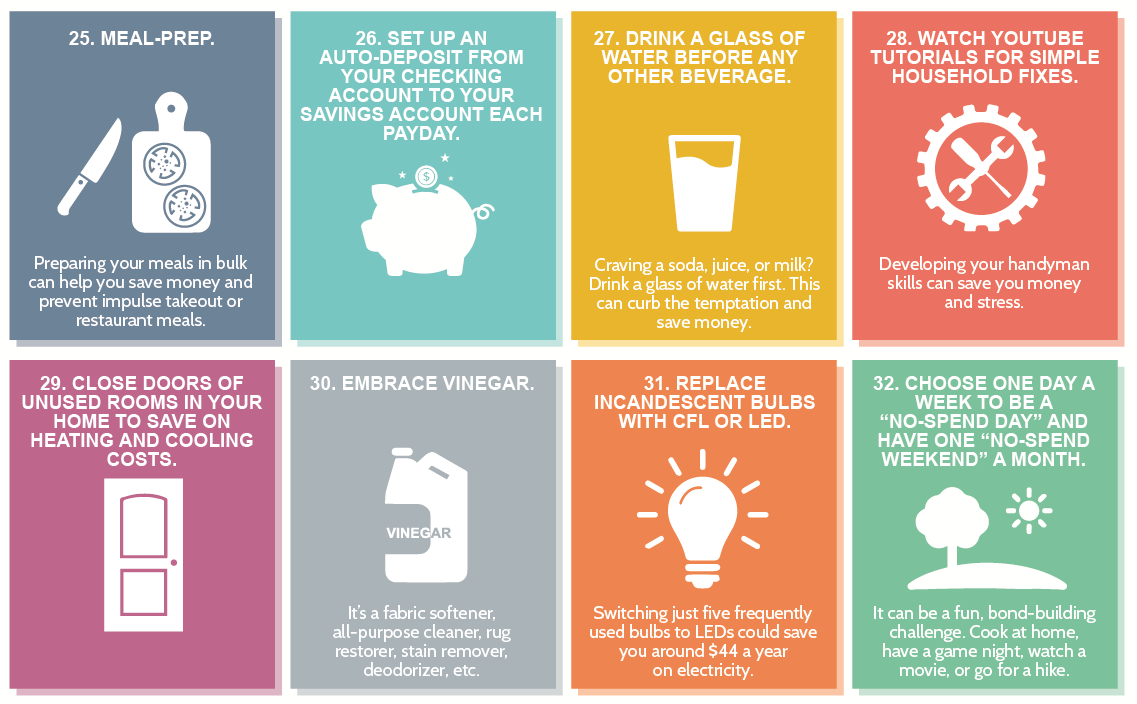 25. MEAL-PREP.
Preparing your meals in bulk
can help you save money and
prevent impulse takeout or
restaurant meals.
26. SET UP AN
AUTO-DEPOSIT FROM
YOUR CHECKING
ACCOUNT TO YOUR
SAVINGS ACCOUNT EACH
PAYDAY.
$
27. DRINK A GLASS OF
WATER BEFORE ANY
OTHER BEVERAGE.
Craving a soda, juice, or milk?
Drink a glass of water first. This
can curb the temptation and
save money.
28. WATCH YOUTUBE
TUTORIALS FOR SIMPLE
HOUSEHOLD FIXES.
Developing your handyman
skills can save you money
and stress.
29. CLOSE DOORS OF
UNUSED ROOMS IN YOUR
HOME TO SAVE ON
HEATING AND COOLING
COSTS.
30. EMBRACE VINEGAR.
VINEGAR
It's a fabric softener,
all-purpose cleaner, rug
restorer, stain remover,
deodorizer, etc.
31. REPLACE
INCANDESCENT BULBS
WITH CFL OR LED.
Switching just five frequently
used bulbs to LEDs could save
you around $44 a year
on electricity.
32. CHOOSE ONE DAY A
WEEK TO BE A
“NO-SPEND DAY” AND
HAVE ONE “NO-SPEND
WEEKEND” A MONTH.
It can be a fun, bond-building
challenge. Cook at home,
have a game night, watch a
movie, or go for a hike.